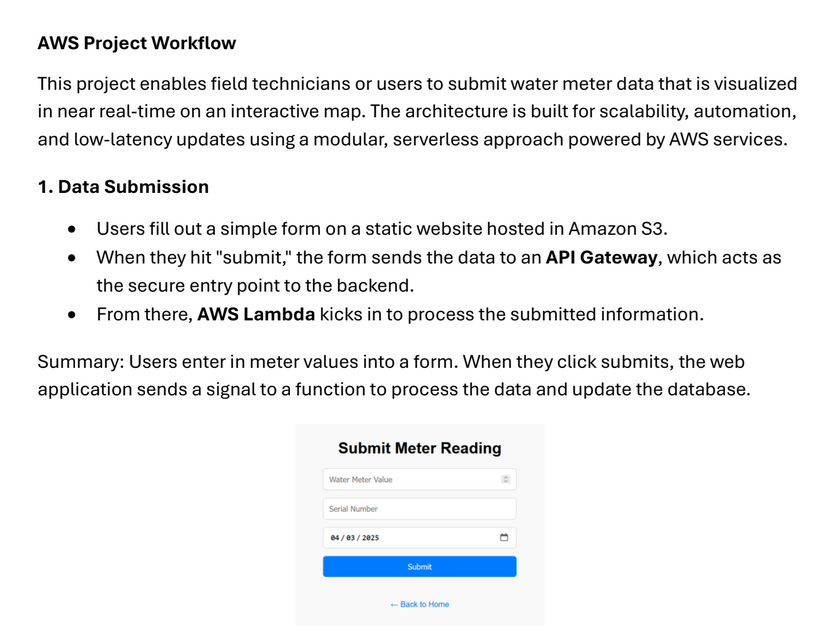 AWS Project Workflow
This project enables field technicians or users to submit water meter data that is visualized
in near real-time on an interactive map. The architecture is built for scalability, automation,
and low-latency updates using a modular, serverless approach powered by AWS services.
1. Data Submission
• Users fill out a simple form on a static website hosted in Amazon S3.
• When they hit "submit," the form sends the data to an API Gateway, which acts as
the secure entry point to the backend.
• From there, AWS Lambda kicks in to process the submitted information.
Summary: Users enter in meter values into a form. When they click submits, the web
application sends a signal to a function to process the data and update the database.
Submit Meter Reading
Water Meter Value
Serial Number
04/03/2025
Submit
← Back to Home